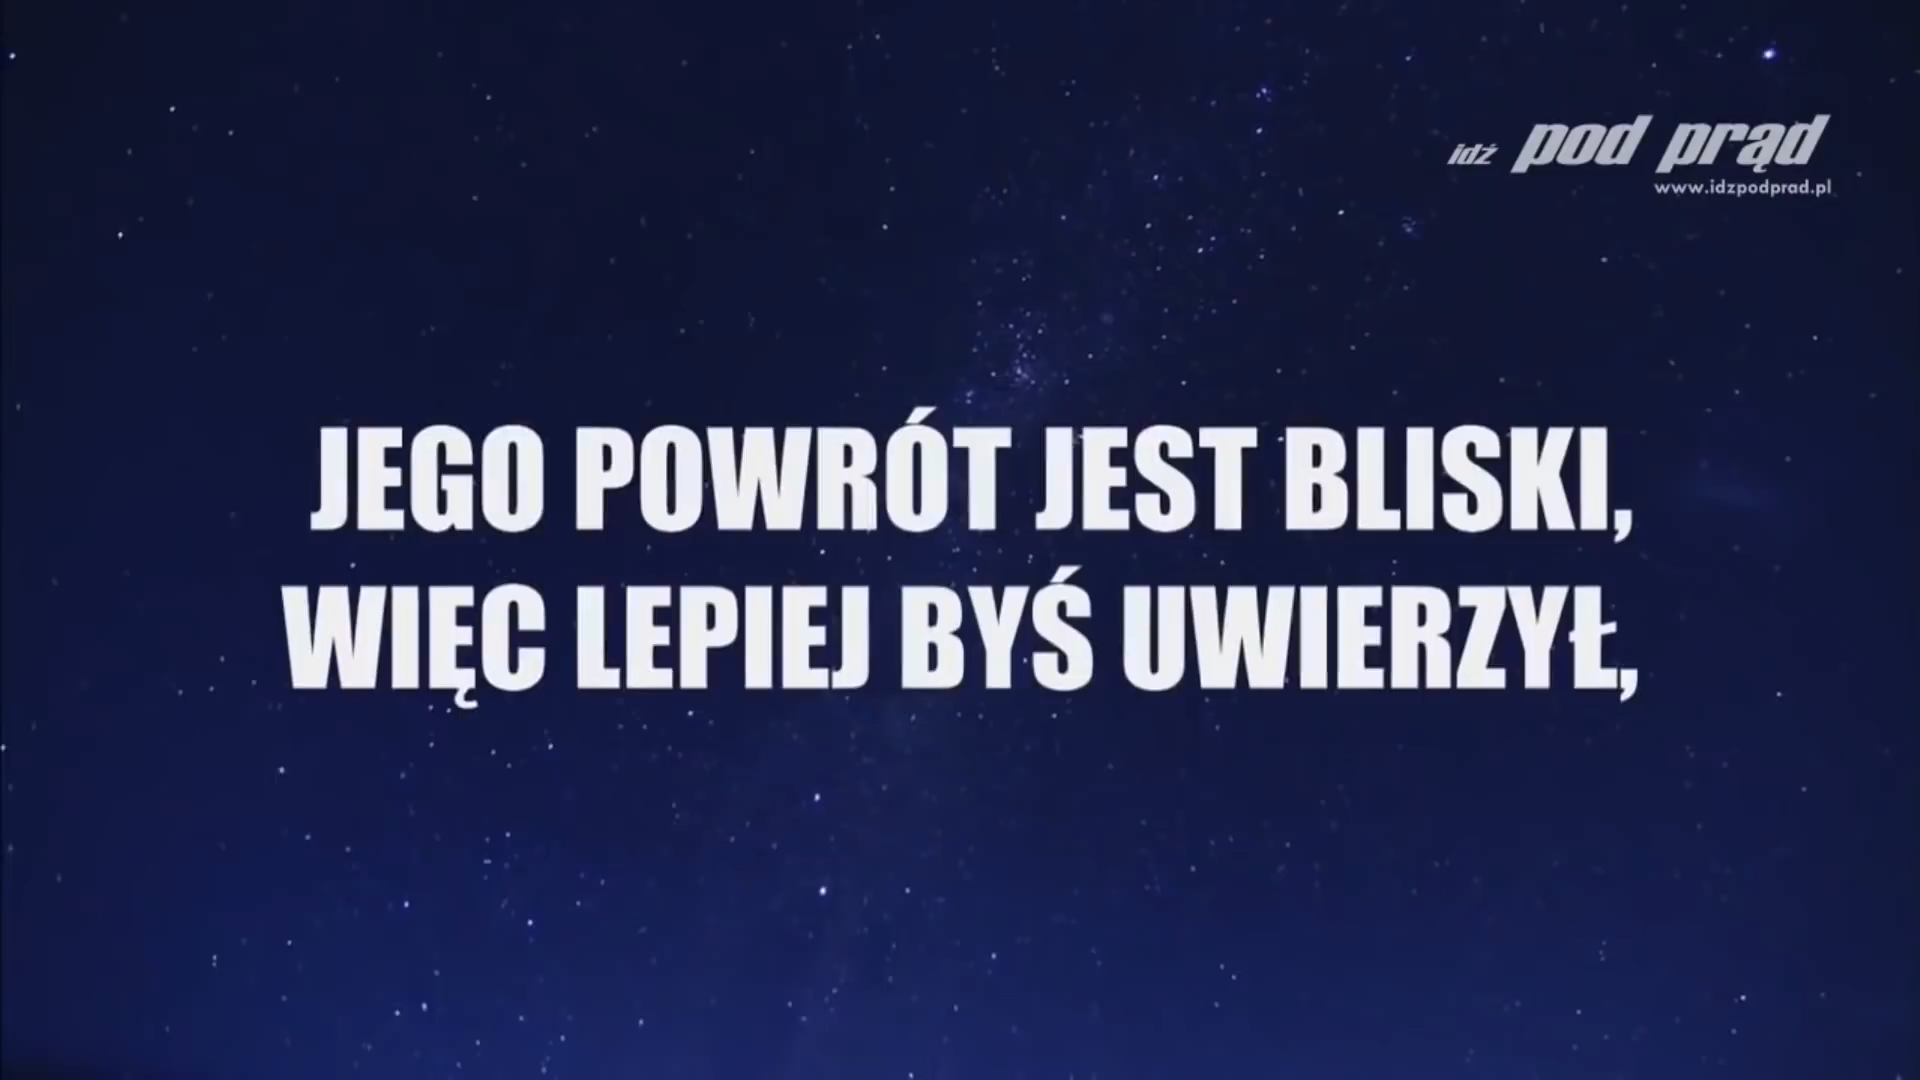 idź pod prąd
www.idzpodprad.pl
JEGO POWRÓT JEST BLISKI,
WIĘC LEPIEJ BYŚ UWIERZYŁ,